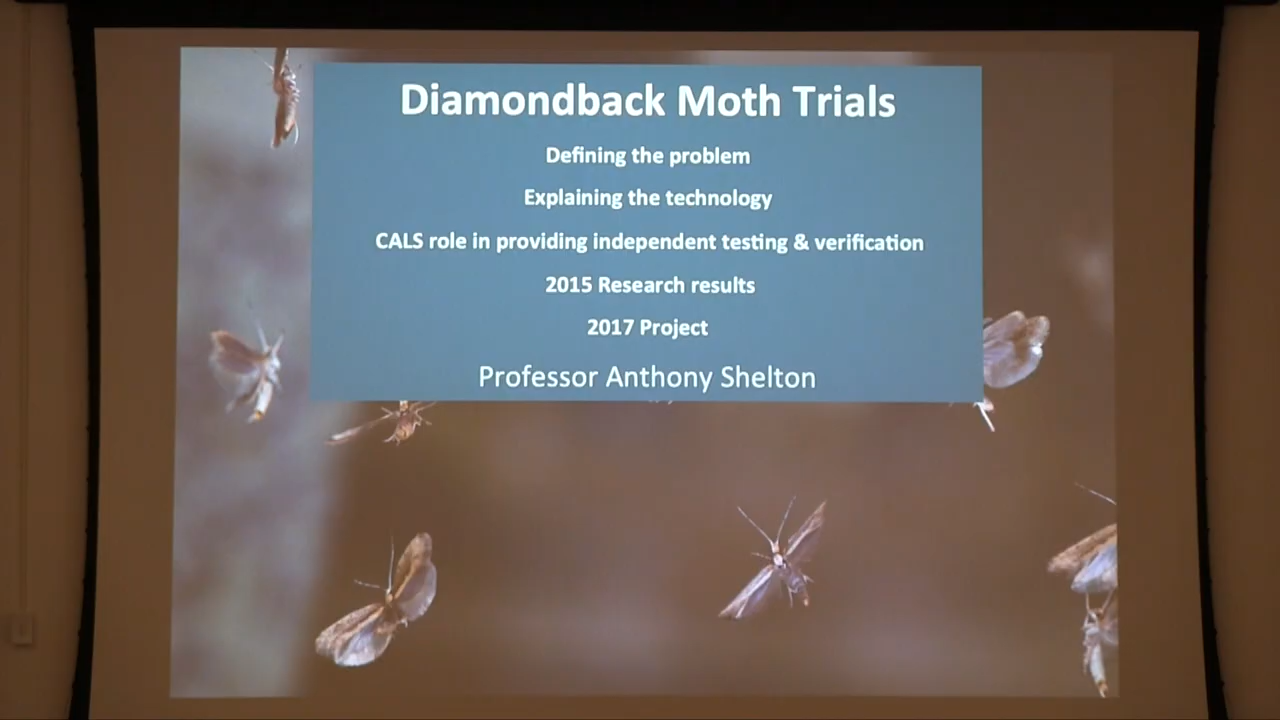 Diamondback Moth Trials
Defining the problem
Explaining the technology
CALS role in providing independent testing & verification
2015 Research results
2017 Project
Professor Anthony Shelton